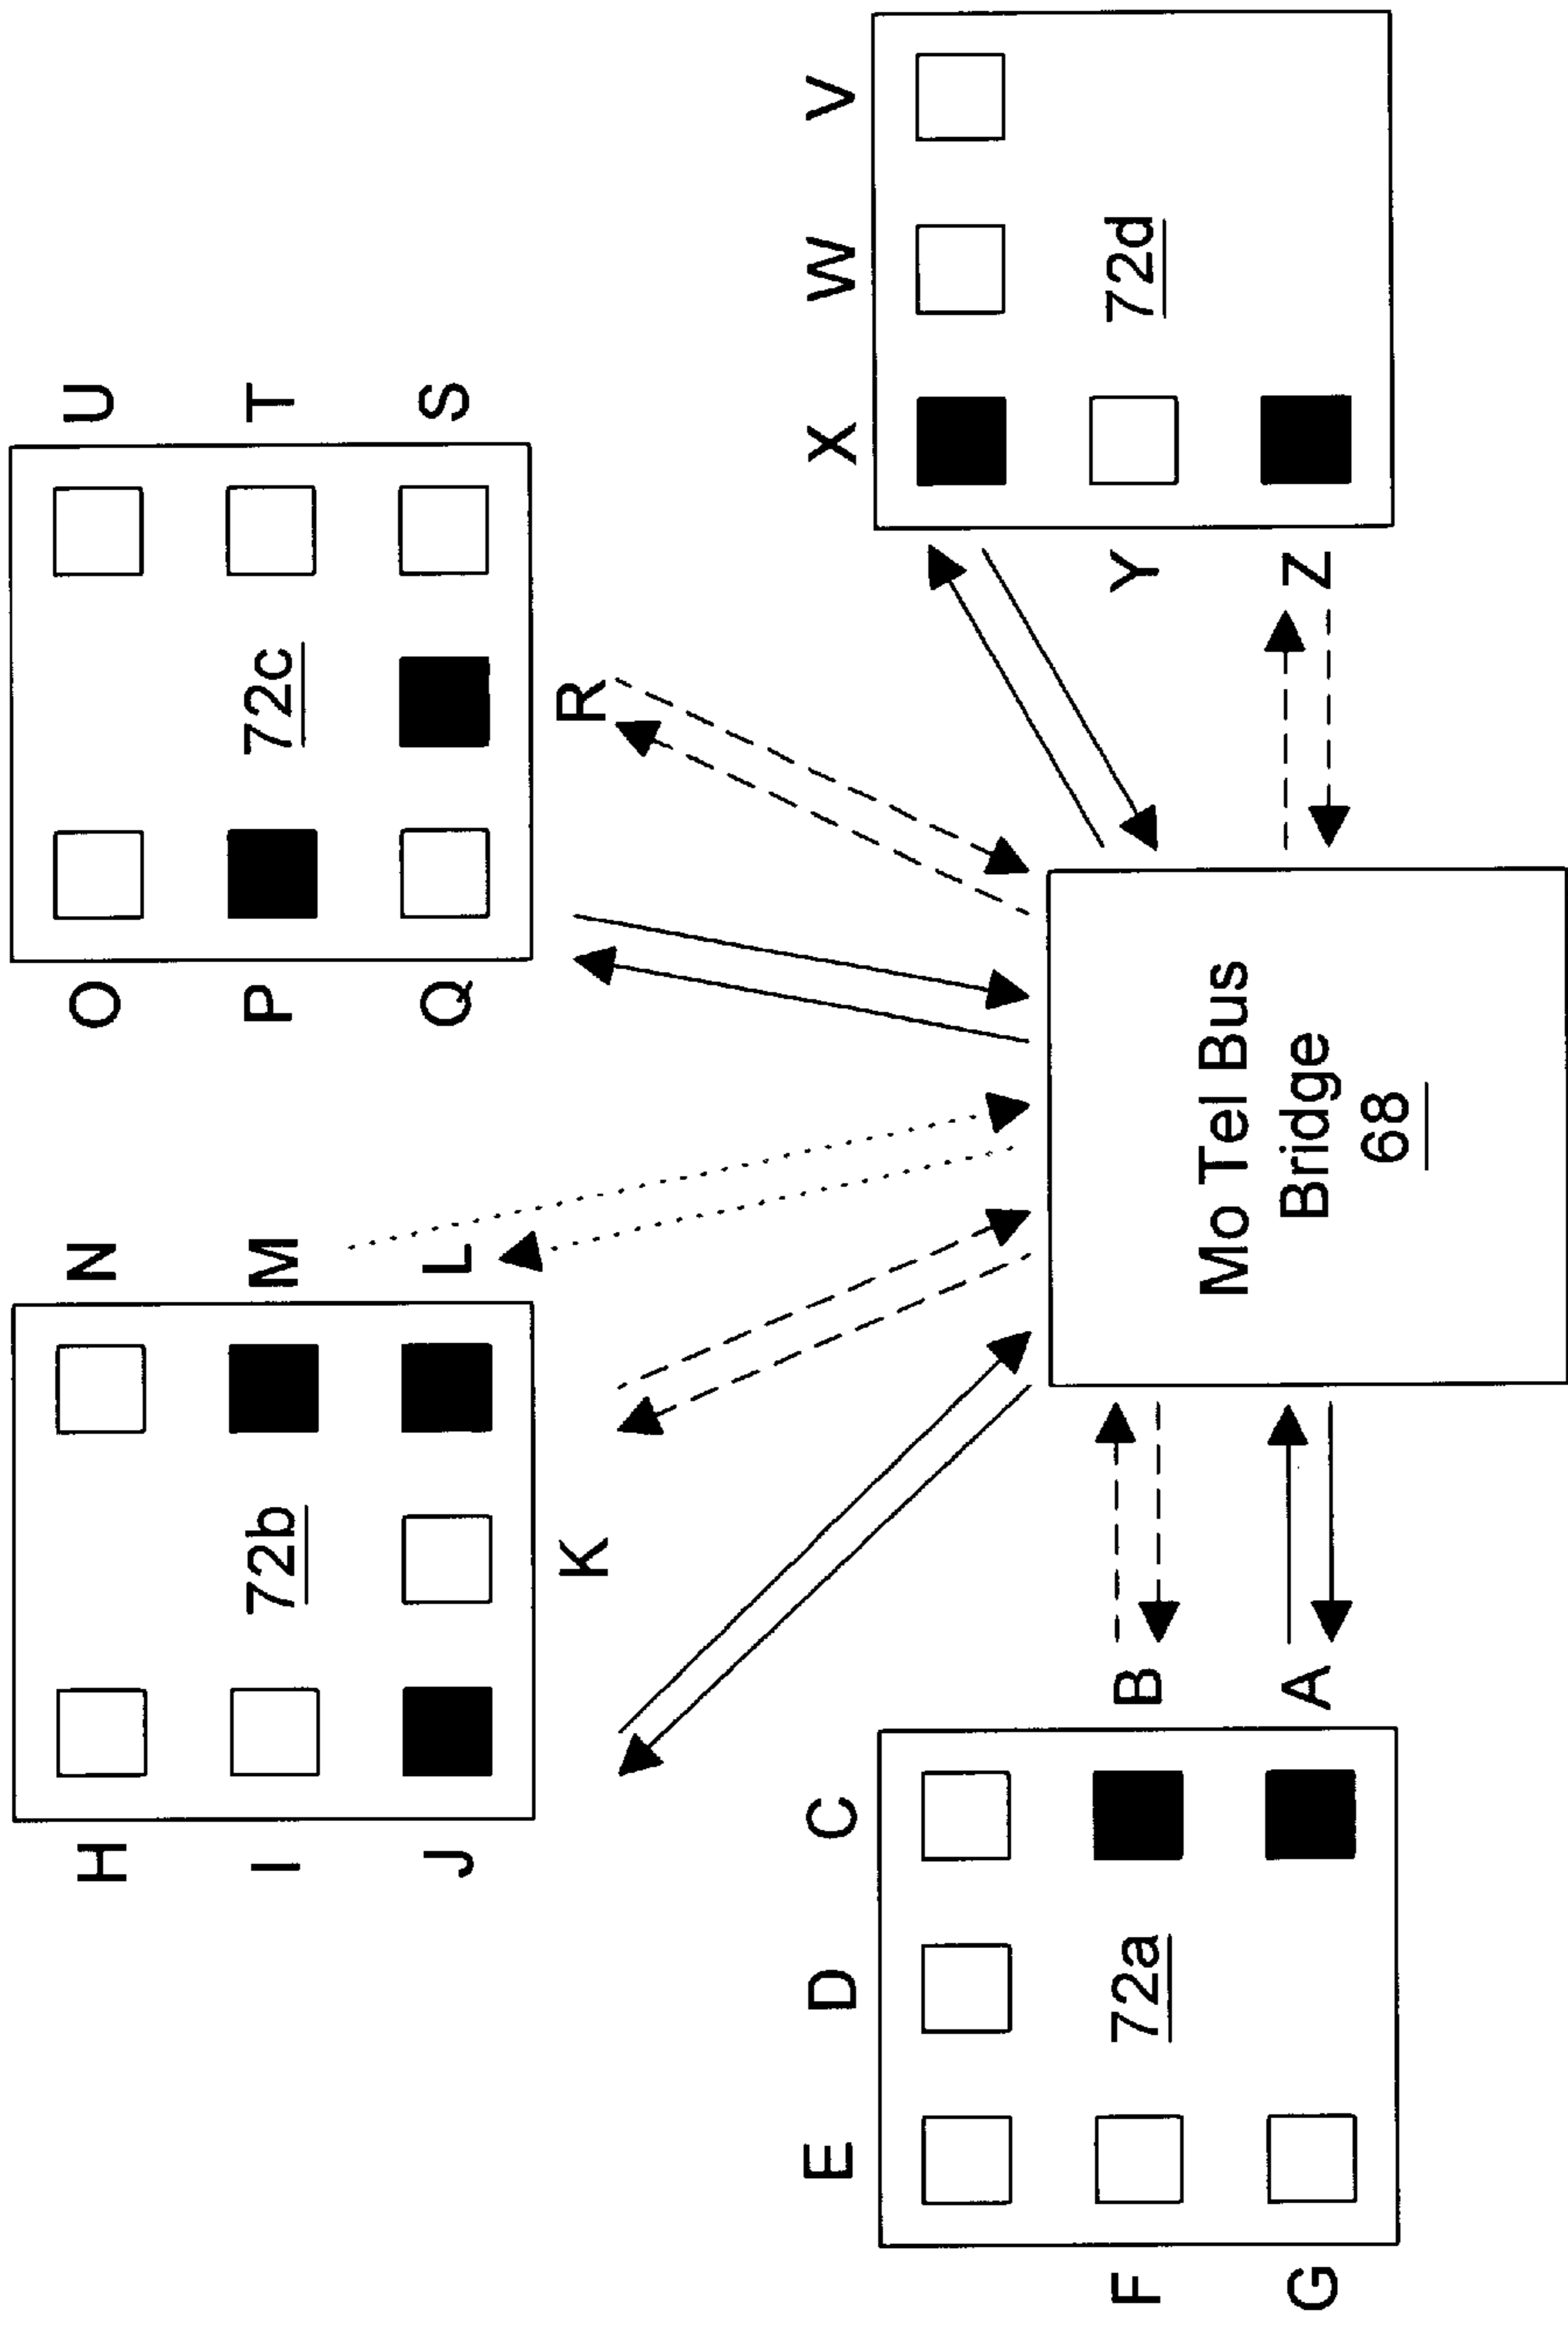 H
N
O
U
I
72b
M
P
72c
T
J
L
Q
S
K
R
E
D
C
X
W
V
F
72a
B
Y
72d
G
A
Mo Tel Bus
Bridge
68
Z